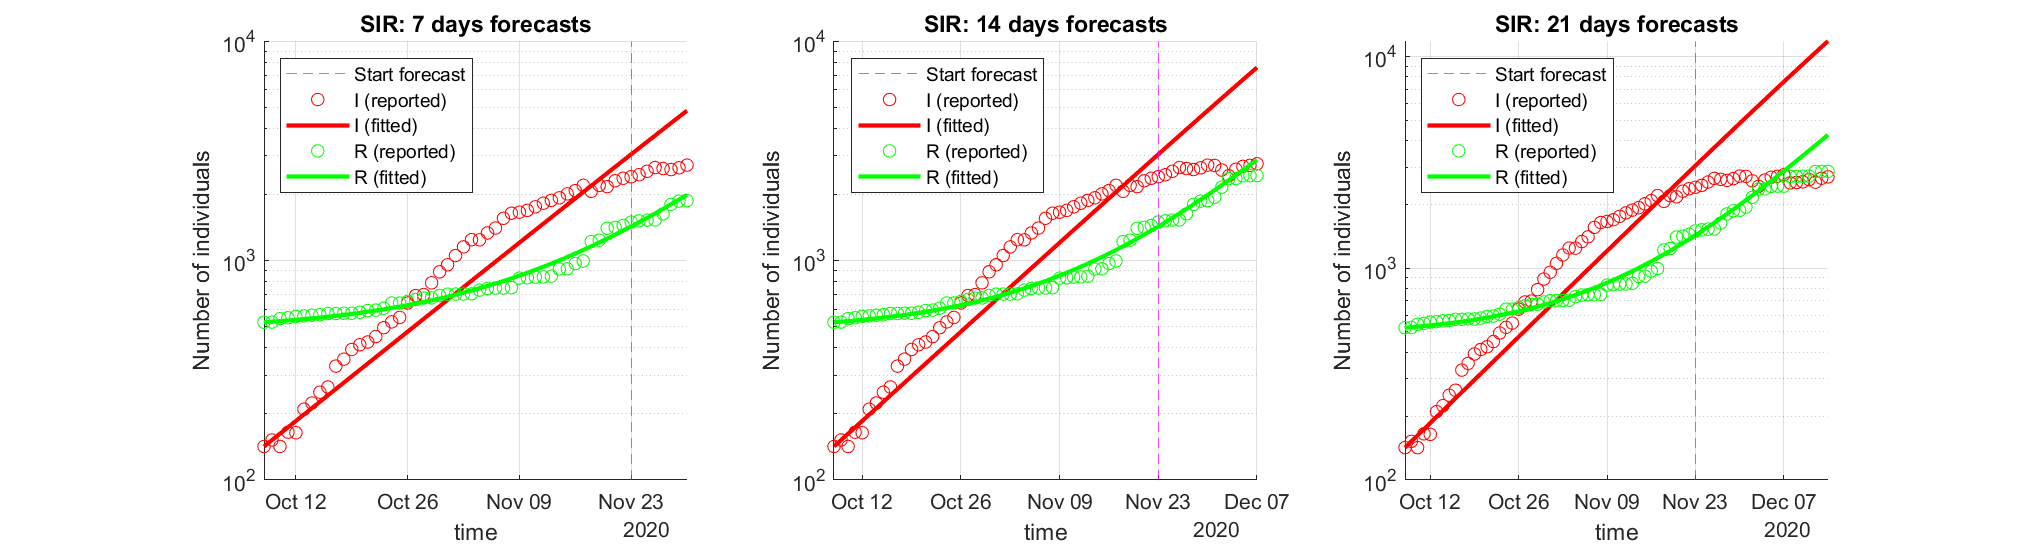 SIR: 7 days forecasts
10^4
Start forecast
I (reported)
I (fitted)
R (reported)
R (fitted)
Number of individuals
10^3
10^2
Oct 12
Oct 26
Nov 09
Nov 23
time
2020
SIR: 14 days forecasts
10^4
Start forecast
I (reported)
I (fitted)
R (reported)
R (fitted)
Number of individuals
10^3
10^2
Oct 12
Oct 26
Nov 09
Nov 23
Dec 07
time
2020
SIR: 21 days forecasts
10^4
Start forecast
I (reported)
I (fitted)
R (reported)
R (fitted)
Number of individuals
10^3
10^2
Oct 12
Oct 26
Nov 09
Nov 23
Dec 07
time
2020